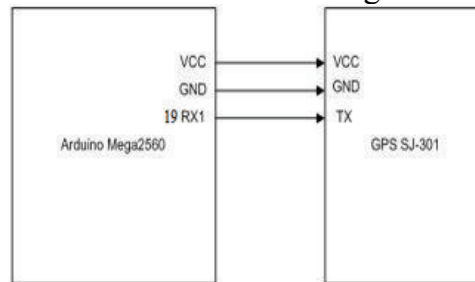 VCC
GND
19 RX1
Arduino Mega2560
VCC
GND
TX
GPS SJ-301